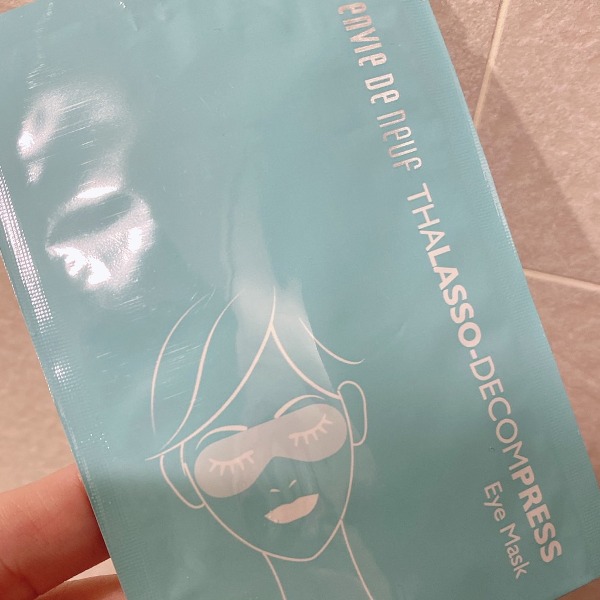 envie de neuf
THALASSO-DECOMPRESS
Eye Mask